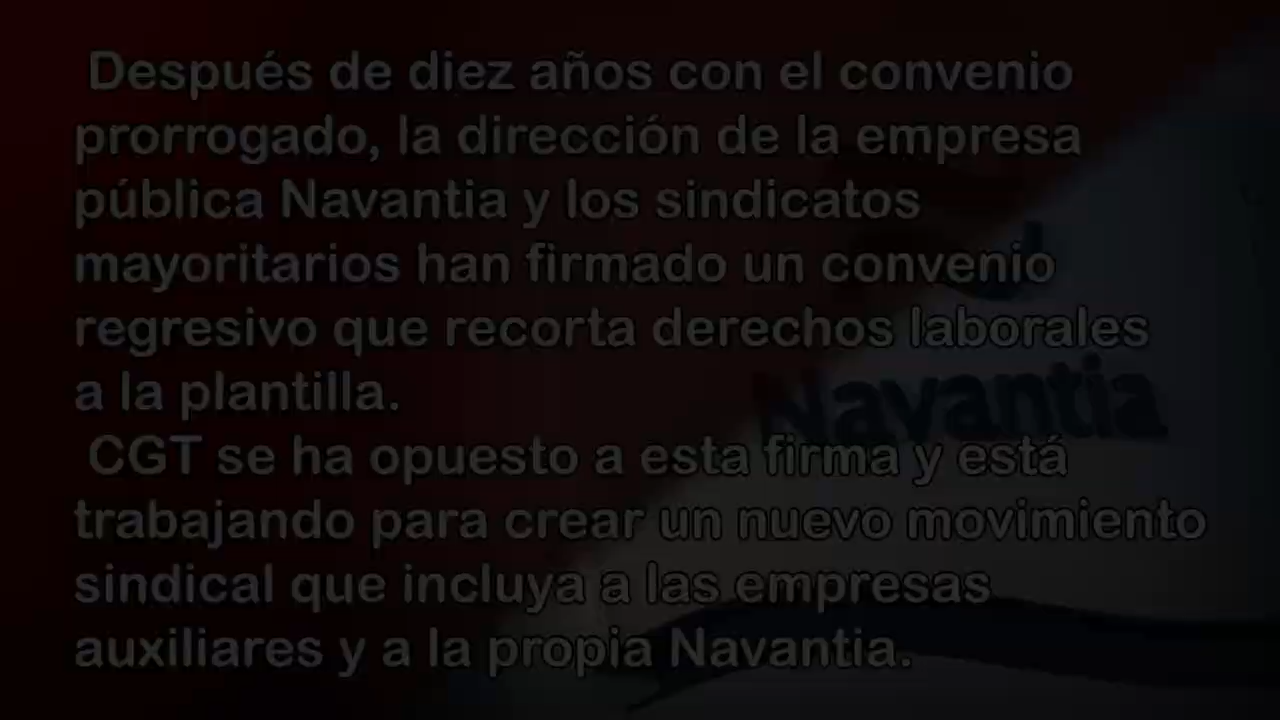 Después de diez años con el convenio
prorrogado, la dirección de la empresa
pública Navantia y los sindicatos
mayoritarios han firmado un convenio
regresivo que recorta derechos laborales
a la plantilla.
Navantia
CGT se ha opuesto a esta firma y está
trabajando para crear un nuevo movimiento
sindical que incluya a las empresas
auxiliares y a la propia Navantia.